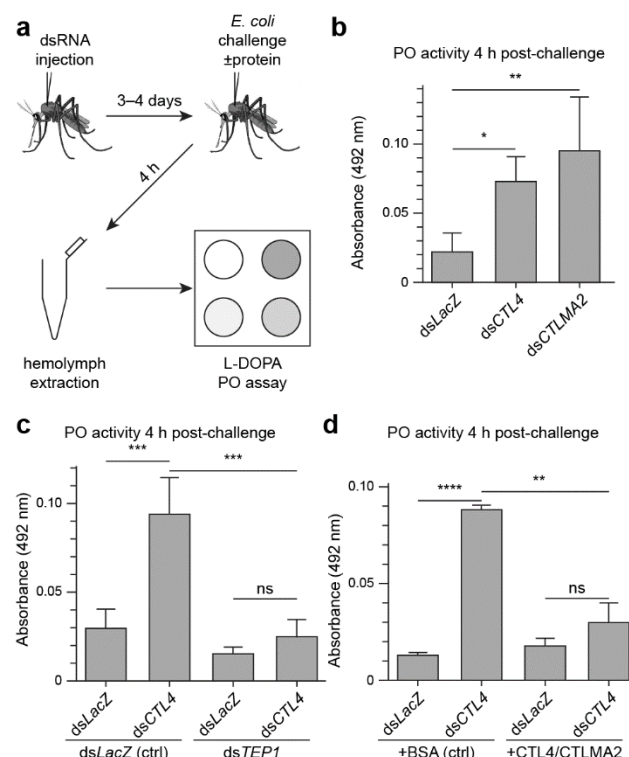 a
dsRNA
injection
3–4 days
E. coli
challenge
±protein
4 h
hemolymph
extraction
L-DOPA
PO assay
b
PO activity 4 h post-challenge
Absorbance (492 nm)
0.10
0.05
0
*
**
dsLacZ
dsCTL4
dsCTLMA2
c
PO activity 4 h post-challenge
Absorbance (492 nm)
0.10
0.05
0
***
***
ns
dsLacZ
dsCTL4
dsLacZ
dsCTL4
dsLacZ (ctrl)
dsTEP1
d
PO activity 4 h post-challenge
Absorbance (492 nm)
0.10
0.05
0
****
**
ns
dsLacZ
dsCTL4
dsLacZ
dsCTL4
+BSA (ctrl)
+CTL4/CTLMA2